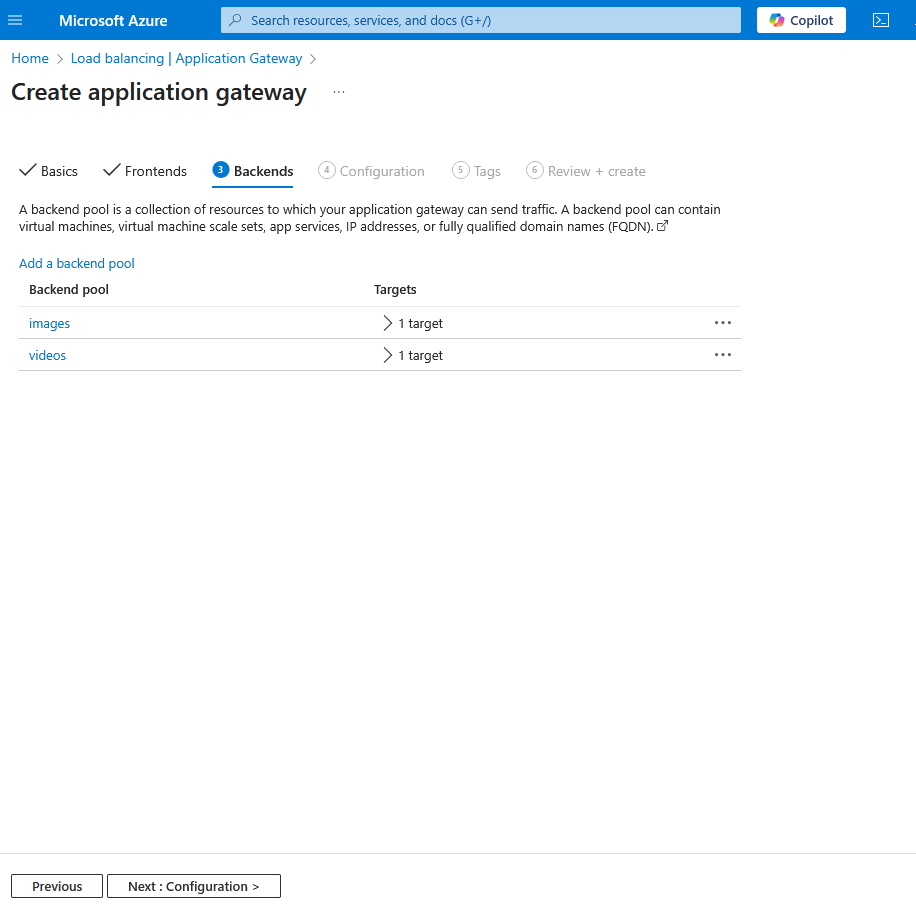 Microsoft Azure
Search resources, services, and docs (G+/)
Copilot
Home > Load balancing | Application Gateway >
Create application gateway ...
Basics
Frontends
3 Backends
4 Configuration
5 Tags
6 Review + create
A backend pool is a collection of resources to which your application gateway can send traffic. A backend pool can contain
virtual machines, virtual machine scale sets, app services, IP addresses, or fully qualified domain names (FQDN).
Add a backend pool
Backend pool Targets
images > 1 target ...
videos > 1 target ...
Previous
Next : Configuration >